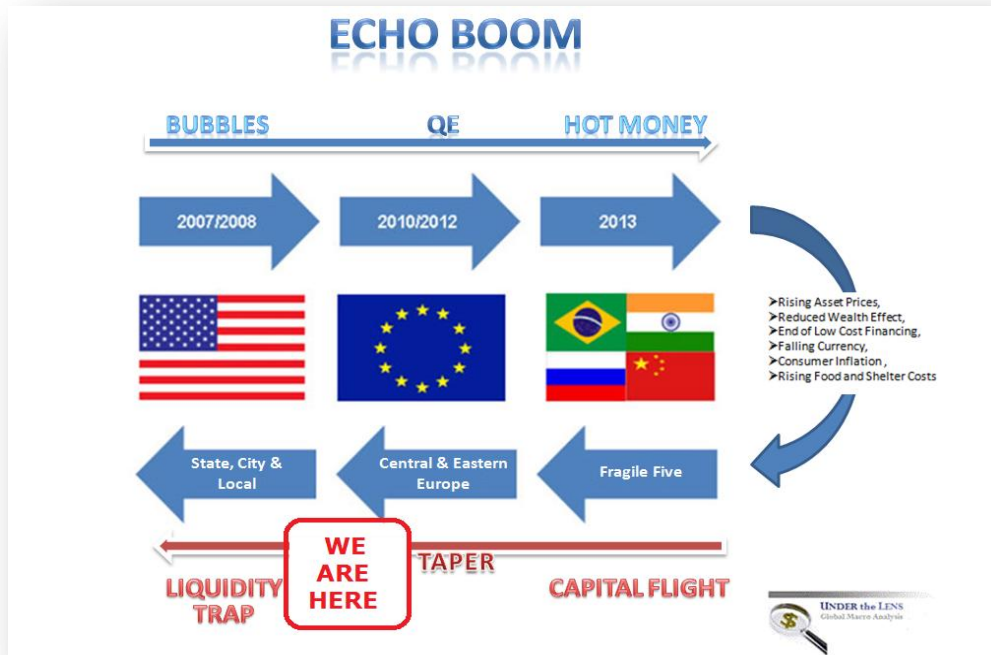 ECHO BOOM
BUBBLES
QE
HOT MONEY
2007/2008
2010/2012
2013
➢Rising Asset Prices,
➢Reduced Wealth Effect,
➢End of Low Cost Financing,
➢Falling Currency,
➢Consumer Inflation ,
➢Rising Food and Shelter Costs
State, City &
Local
Central & Eastern
Europe
Fragile Five
LIQUIDITY
TRAP
WE
ARE
HERE
TAPER
CAPITAL FLIGHT
$
UNDER the LENS
Global Macro Analysis